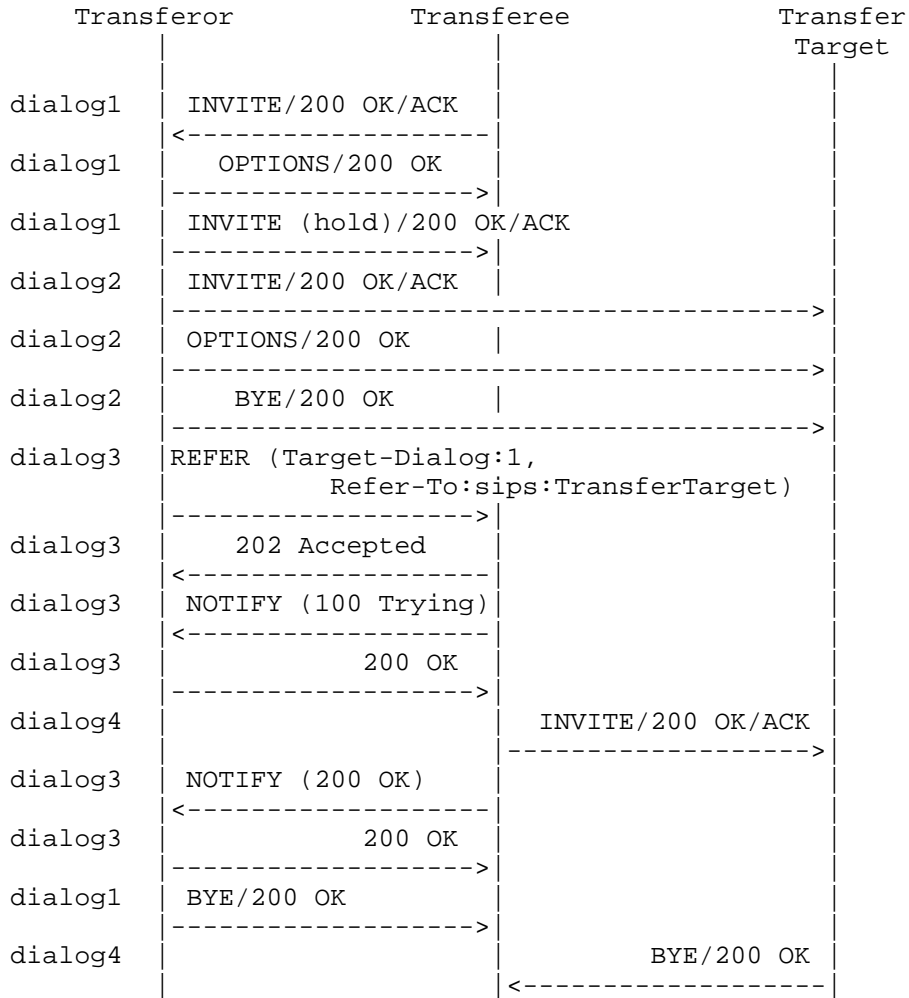 Transferor Transferee Transfer
Target
dialog1 INVITE/200 OK/ACK
dialog1 OPTIONS/200 OK
dialog1 INVITE (hold)/200 OK/ACK
dialog2 INVITE/200 OK/ACK
dialog2 OPTIONS/200 OK
dialog2 BYE/200 OK
dialog3 REFER (Target-Dialog:1,
Refer-To:sips:TransferTarget)
dialog3 202 Accepted
dialog3 NOTIFY (100 Trying)
dialog3 200 OK
dialog4 INVITE/200 OK/ACK
dialog3 NOTIFY (200 OK)
dialog3 200 OK
dialog1 BYE/200 OK
dialog4 BYE/200 OK